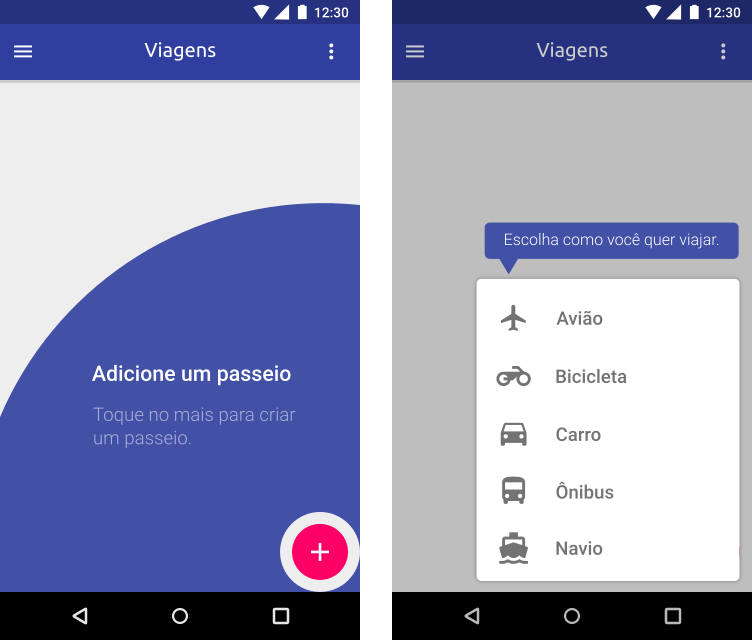 12:30
Viagens
Adicione um passeio
Toque no mais para criar
um passeio.
12:30
Viagens
Escolha como você quer viajar.
Avião
Bicicleta
Carro
Ônibus
Navio